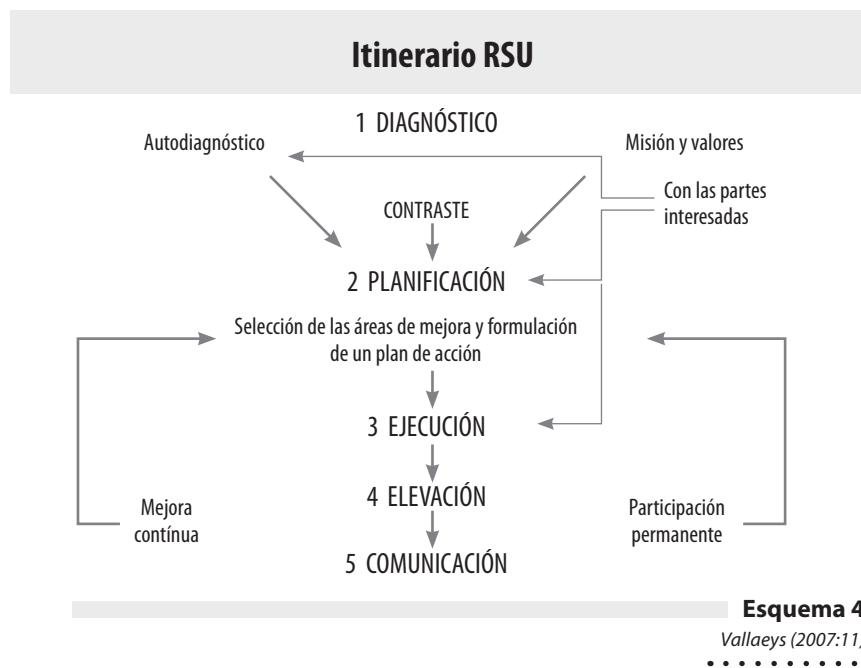 Itinerario RSU
1 DIAGNÓSTICO
Autodiagnóstico
Misión y valores
Con las partes
interesadas
CONTRASTE
2 PLANIFICACIÓN
Selección de las áreas de mejora y formulación
de un plan de acción
3 EJECUCIÓN
4 ELEVACIÓN
Mejora
contínua
Participación
permanente
5 COMUNICACIÓN
Esquema 4
Vallaeys (2007:11)